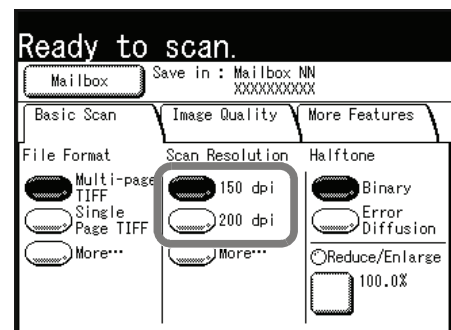 Ready to scan.
Mailbox
Save in : Mailbox NN
XXXXXXXXXX
Basic Scan
Image Quality
More Features
File Format
Multi-page
TIFF
Single
Page TIFF
More···
Scan Resolution
150 dpi
200 dpi
More···
Halftone
Binary
Error
Diffusion
Reduce/Enlarge
100.0%